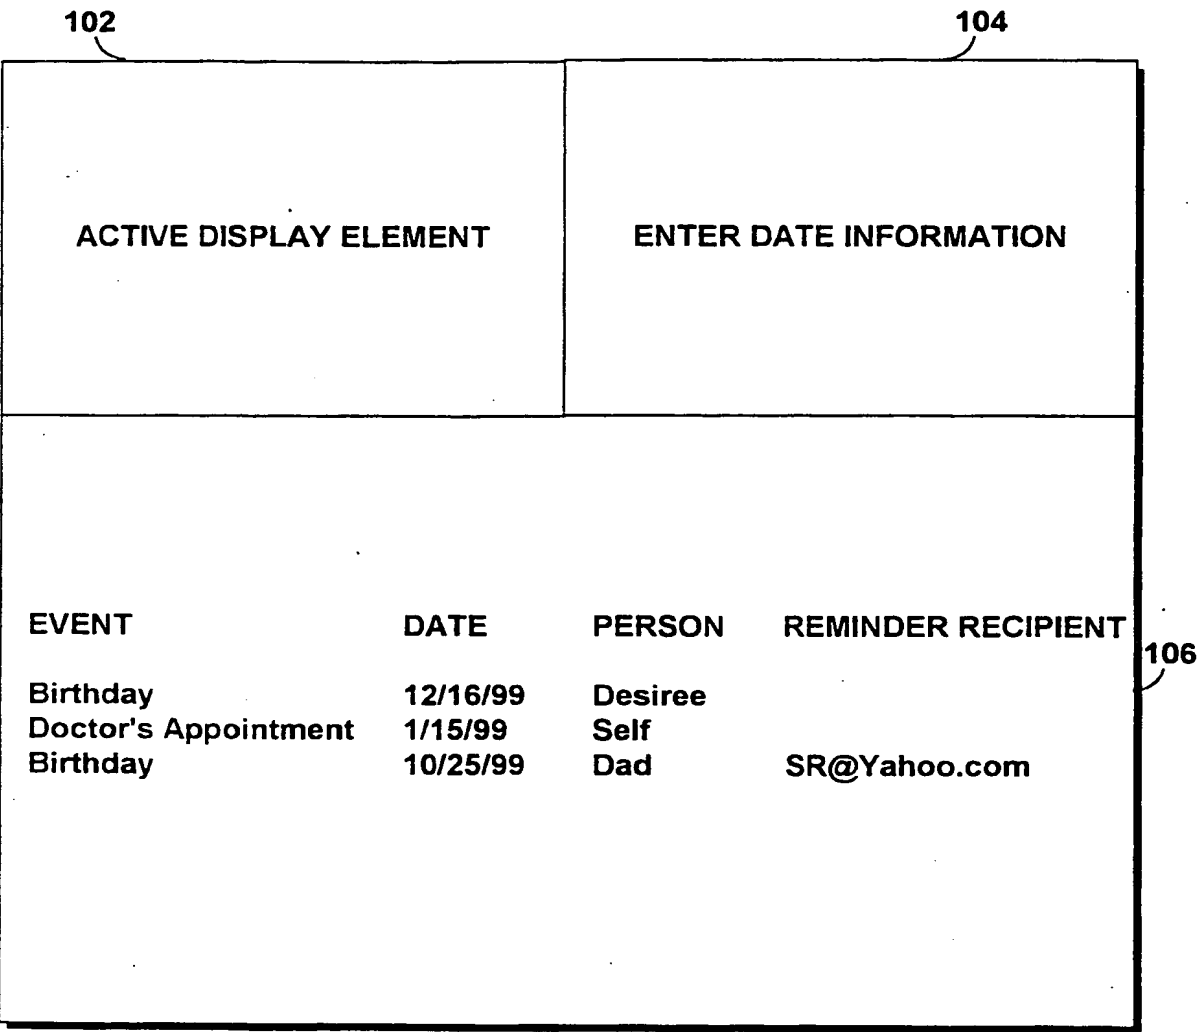 102
104
ACTIVE DISPLAY ELEMENT
ENTER DATE INFORMATION
EVENT DATE PERSON REMINDER RECIPIENT
106
Birthday 12/16/99 Desiree
Doctor's Appointment 1/15/99 Self
Birthday 10/25/99 Dad SR@Yahoo.com